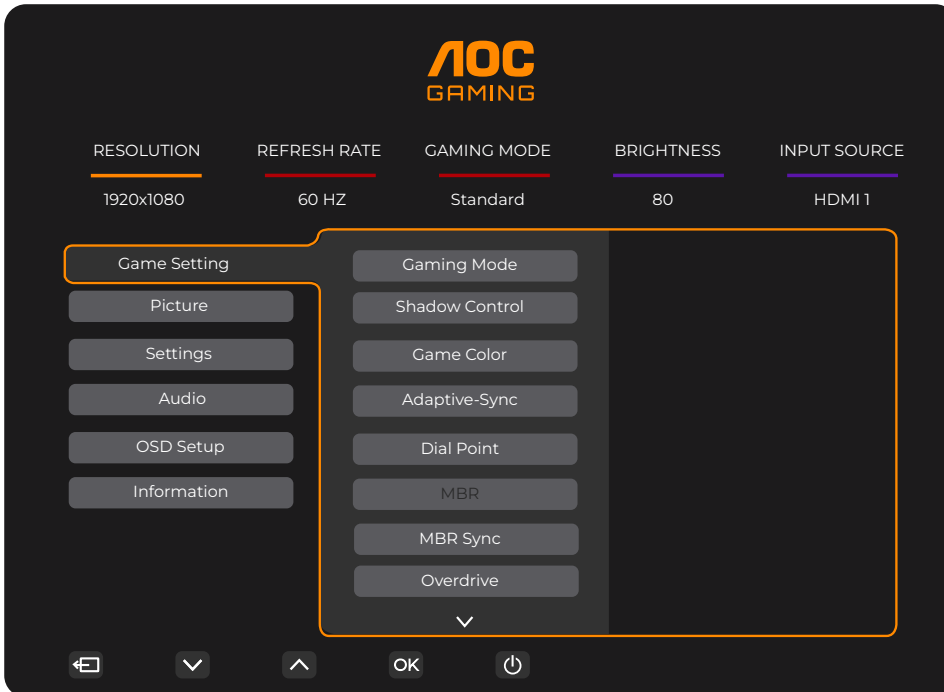 AOC
GAMING
RESOLUTION REFRESH RATE GAMING MODE BRIGHTNESS INPUT SOURCE
1920x1080 60 HZ Standard 80 HDMI 1
Game Setting
Picture
Settings
Audio
OSD Setup
Information
Gaming Mode
Shadow Control
Game Color
Adaptive-Sync
Dial Point
MBR
MBR Sync
Overdrive
OK